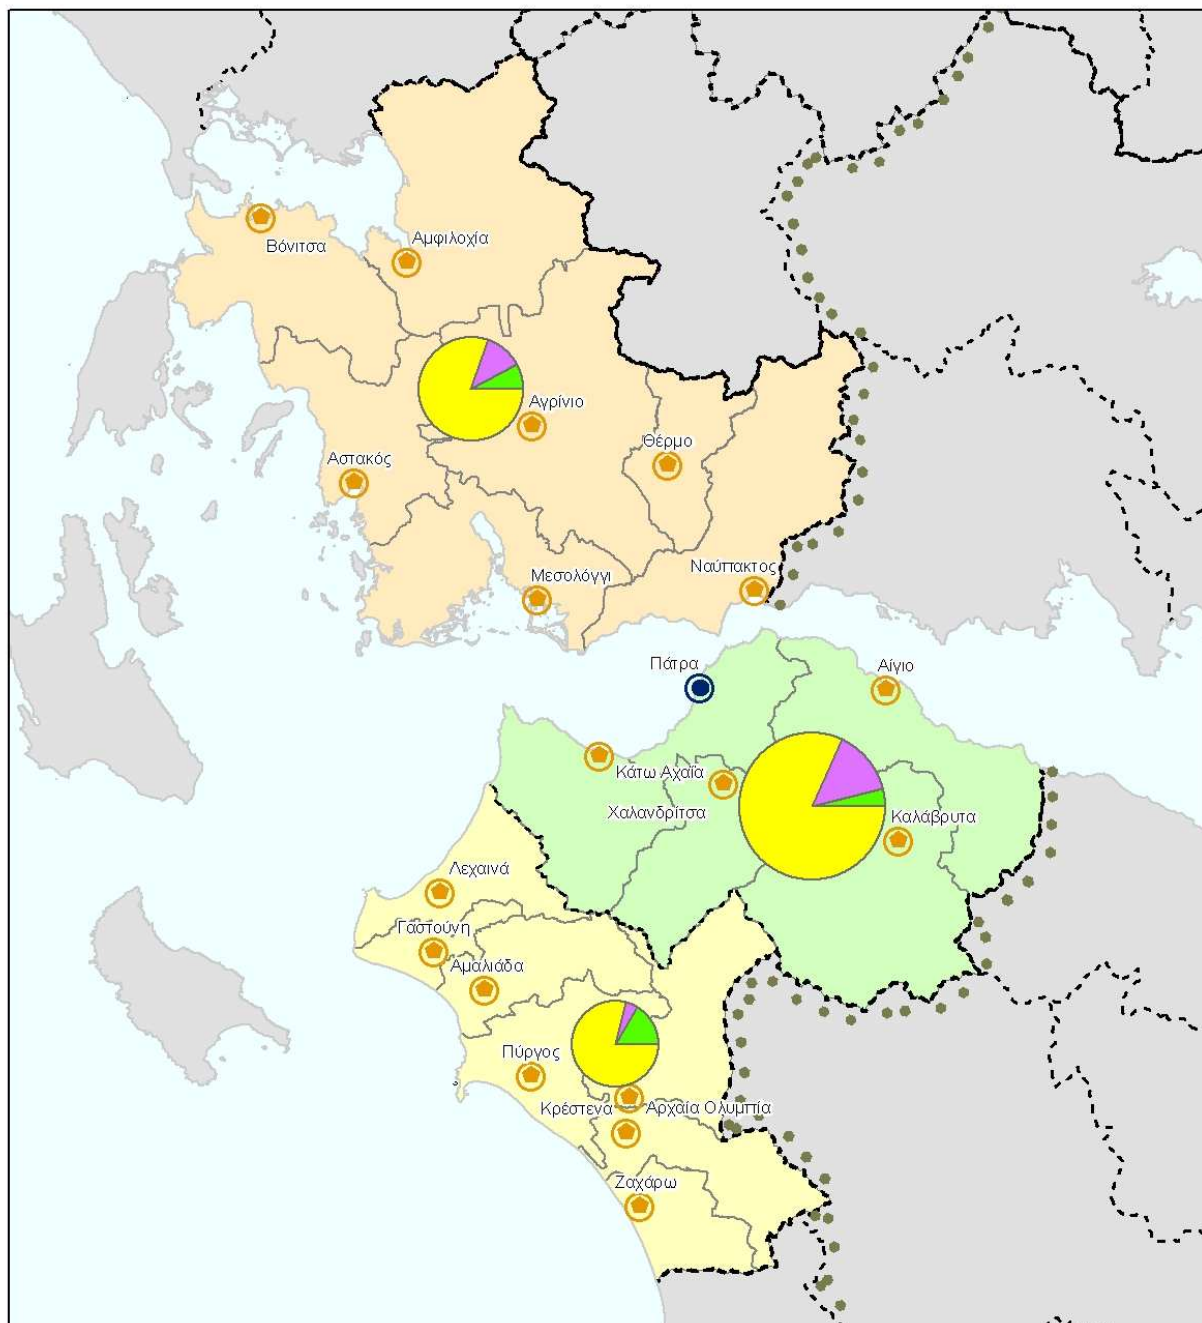 Βόνιτσα
Αμφιλοχία
Αγρίνιο
Θέρμο
Αστακός
Μεσολόγγι
Ναύπακτος
Πάτρα
Αίγιο
Κάτω Αχαϊα
Χαλανδρίτσα
Καλάβρυτα
Λεχαινά
Γαστούνη
Αμαλιάδα
Πύργος
Κρέστενα
Αρχαία Ολυμπία
Ζαχάρω